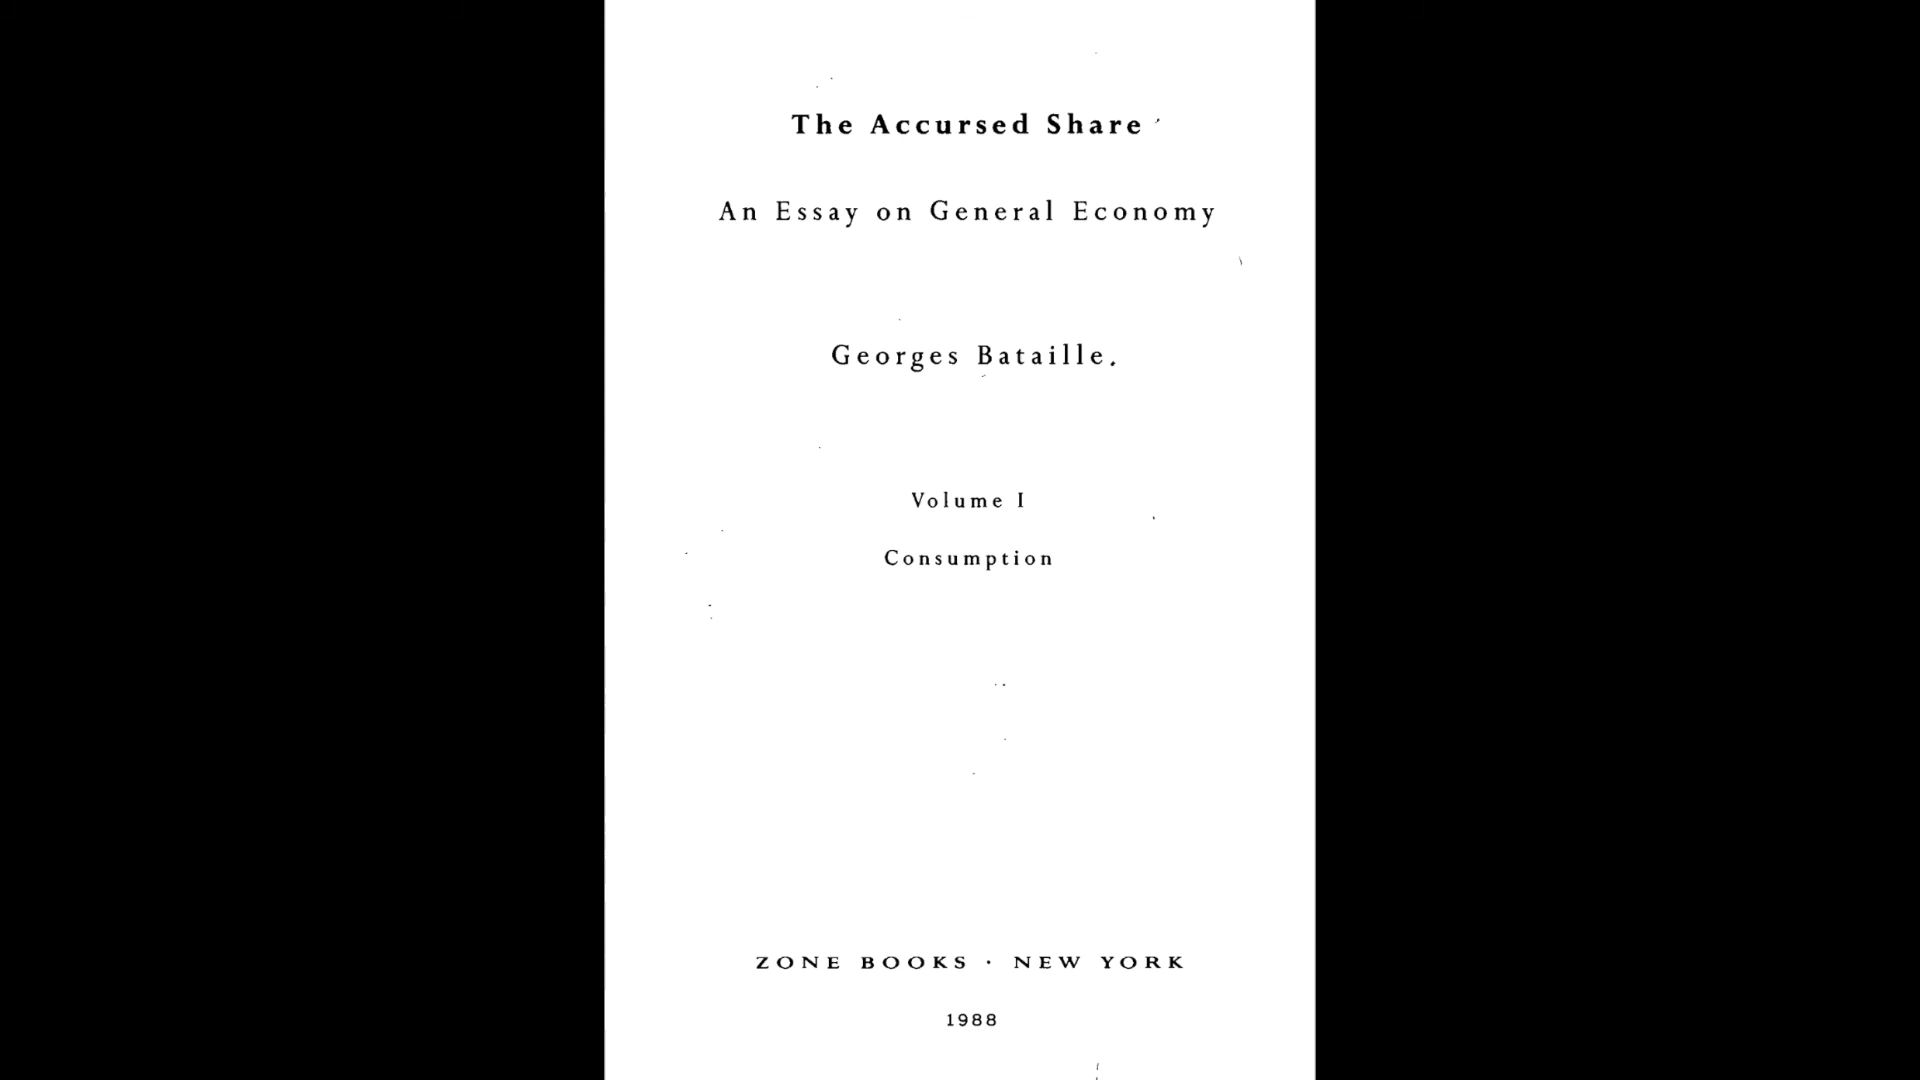 The Accursed Share
An Essay on General Economy
Georges Bataille.
Volume I
Consumption
ZONE BOOKS · NEW YORK
1988